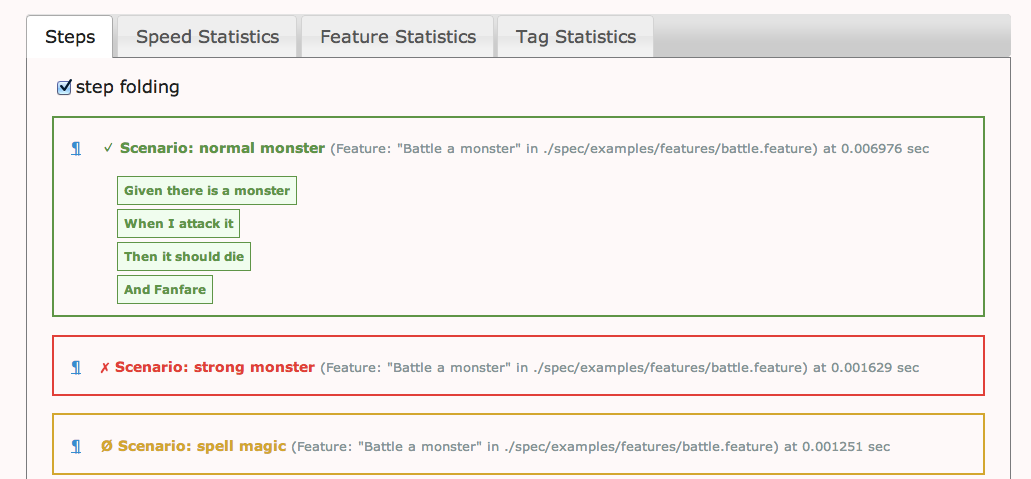 Steps Speed Statistics Feature Statistics Tag Statistics
step folding
¶ ✓ Scenario: normal monster (Feature: "Battle a monster" in ./spec/examples/features/battle.feature) at 0.006976 sec
Given there is a monster
When I attack it
Then it should die
And Fanfare
¶ ✗ Scenario: strong monster (Feature: "Battle a monster" in ./spec/examples/features/battle.feature) at 0.001629 sec
¶ Ø Scenario: spell magic (Feature: "Battle a monster" in ./spec/examples/features/battle.feature) at 0.001251 sec